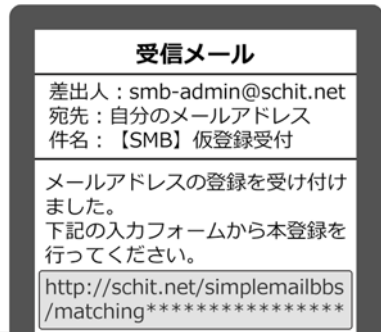 受信メール
差出人：smb-admin@schit.net
宛先：自分のメールアドレス
件名：【SMB】仮登録受付
メールアドレスの登録を受け付け
ました。
下記の入力フォームから本登録を
行ってください。
http://schit.net/simplemailbbs
/matching****************